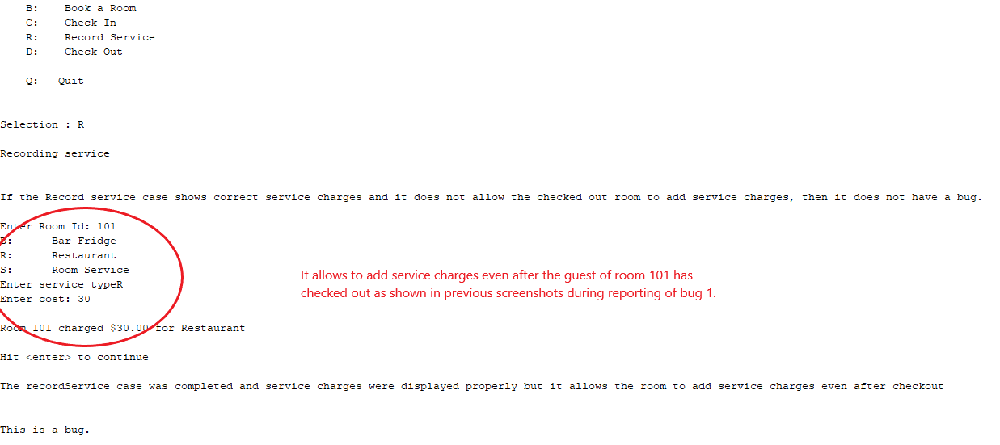 B: Book a Room
C: Check In
R: Record Service
D: Check Out
Q: Quit
Selection : R
Recording service
If the Record service case shows correct service charges and it does not allow the checked out room to add service charges, then it does not have a bug.
Enter Room Id: 101
B: Bar Fridge
R: Restaurant
S: Room Service
Enter service typeR
Enter cost: 30
It allows to add service charges even after the guest of room 101 has
checked out as shown in previous screenshots during reporting of bug 1.
Room 101 charged $30.00 for Restaurant
Hit <enter> to continue
The recordService case was completed and service charges were displayed properly but it allows the room to add service charges even after checkout
This is a bug.